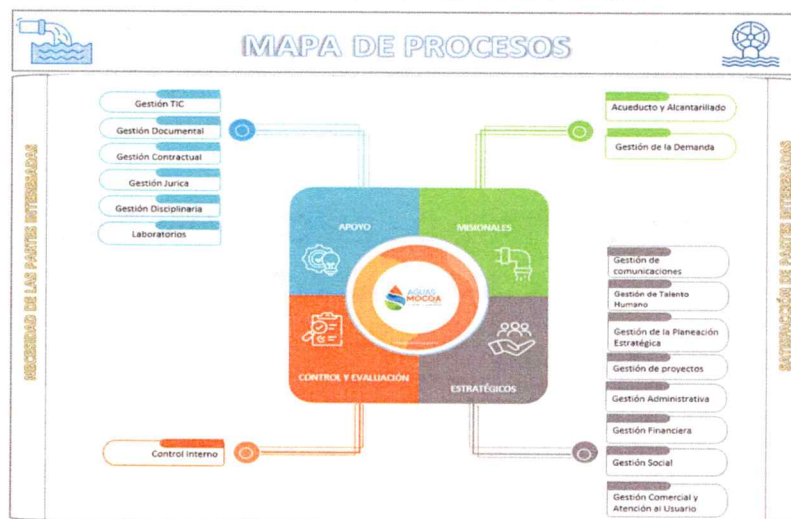 MAPA DE PROCESOS
NECESIDAD DE LAS PARTES INTERESADAS
Gestión TIC
Gestión Documental
Gestión Contractual
Gestión Jurica
Gestión Disciplinaria
Laboratorios
Acueducto y Alcantarillado
Gestión de la Demanda
APOYO
MISIONALES
AGUAS
MOCOA
CONTROL Y EVALUACIÓN
ESTRATÉGICOS
Gestión de
comunicaciones
Gestión de Talento
Humano
Gestión de la Planeación
Estratégica
Gestión de proyectos
Gestión Administrativa
Gestión Financiera
Gestión Social
Gestión Comercial y
Atención al Usuario
Control Interno
SATISFACCIÓN DE PARTES INTERESADAS